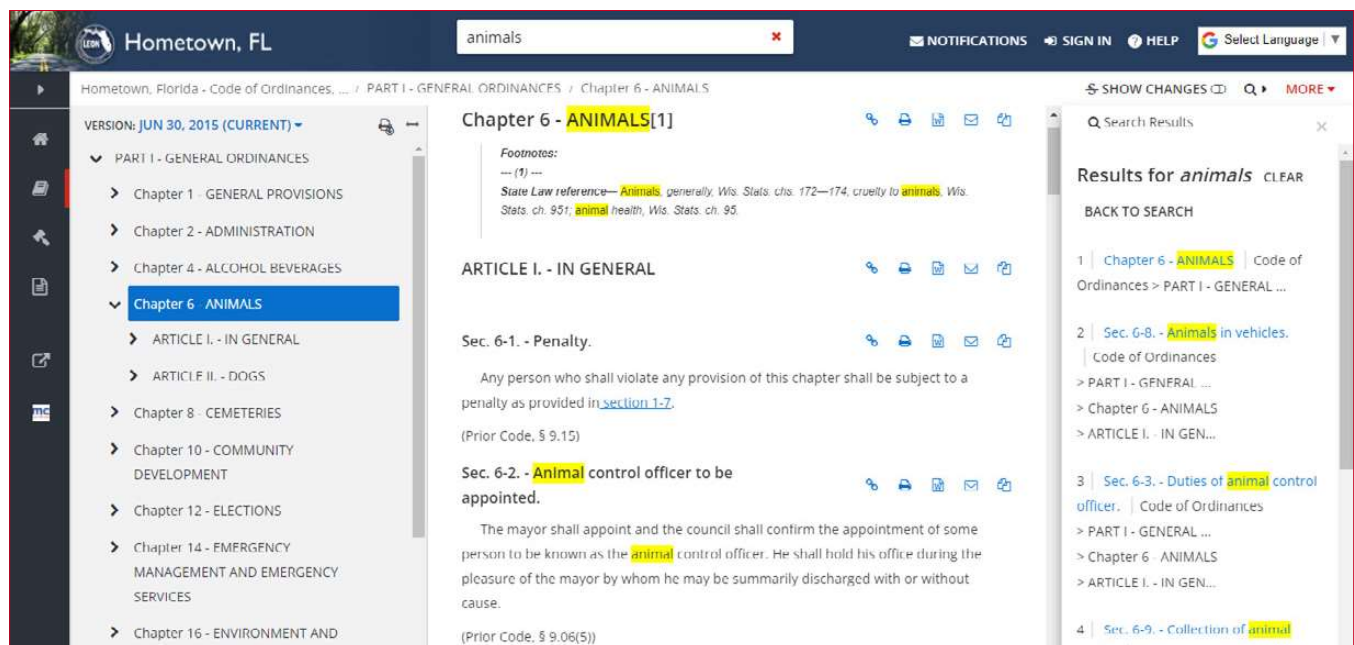 LEON
Hometown, FL
animals
NOTIFICATIONS
SIGN IN
HELP
Select Language
Hometown, Florida - Code of Ordinances, ... / PART I - GENERAL ORDINANCES / Chapter 6 - ANIMALS
SHOW CHANGES
MORE
VERSION: JUN 30, 2015 (CURRENT)
PART I - GENERAL ORDINANCES
Chapter 1 - GENERAL PROVISIONS
Chapter 2 - ADMINISTRATION
Chapter 4 - ALCOHOL BEVERAGES
Chapter 6 - ANIMALS
ARTICLE I. - IN GENERAL
ARTICLE II. - DOGS
Chapter 8 - CEMETERIES
Chapter 10 - COMMUNITY
DEVELOPMENT
Chapter 12 - ELECTIONS
Chapter 14 - EMERGENCY
MANAGEMENT AND EMERGENCY
SERVICES
Chapter 16 - ENVIRONMENT AND
mc
Chapter 6 - ANIMALS[1]
Footnotes:
--- (1) ---
State Law reference— Animals, generally, Wis. Stats. chs. 172—174; cruelty to animals, Wis.
Stats. ch. 951; animal health, Wis. Stats. ch. 95.
ARTICLE I. - IN GENERAL
Sec. 6-1. - Penalty.
Any person who shall violate any provision of this chapter shall be subject to a
penalty as provided in section 1-7.
(Prior Code, § 9.15)
Sec. 6-2. - Animal control officer to be
appointed.
The mayor shall appoint and the council shall confirm the appointment of some
person to be known as the animal control officer. He shall hold his office during the
pleasure of the mayor by whom he may be summarily discharged with or without
cause.
(Prior Code, § 9.06(5))
Search Results
Results for animals CLEAR
BACK TO SEARCH
1 | Chapter 6 - ANIMALS | Code of
Ordinances > PART I - GENERAL ...
2 | Sec. 6-8. - Animals in vehicles.
| Code of Ordinances
> PART I - GENERAL ...
> Chapter 6 - ANIMALS
> ARTICLE I. - IN GEN...
3 | Sec. 6-3. - Duties of animal control
officer. | Code of Ordinances
> PART I - GENERAL ...
> Chapter 6 - ANIMALS
> ARTICLE I. - IN GEN...
4 | Sec. 6-9. - Collection of animal